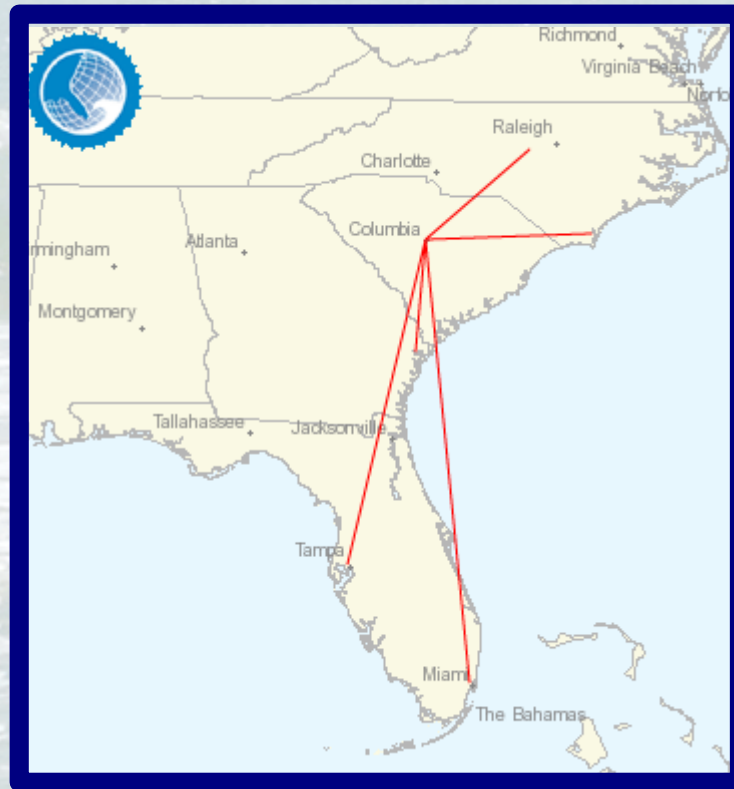 Richmond
Virginia Beach
Norfo
Raleigh
Charlotte
Columbia
Atlanta
rmingham
Montgomery
Tallahassee
Jacksonville
Tampa
Miami
The Bahamas